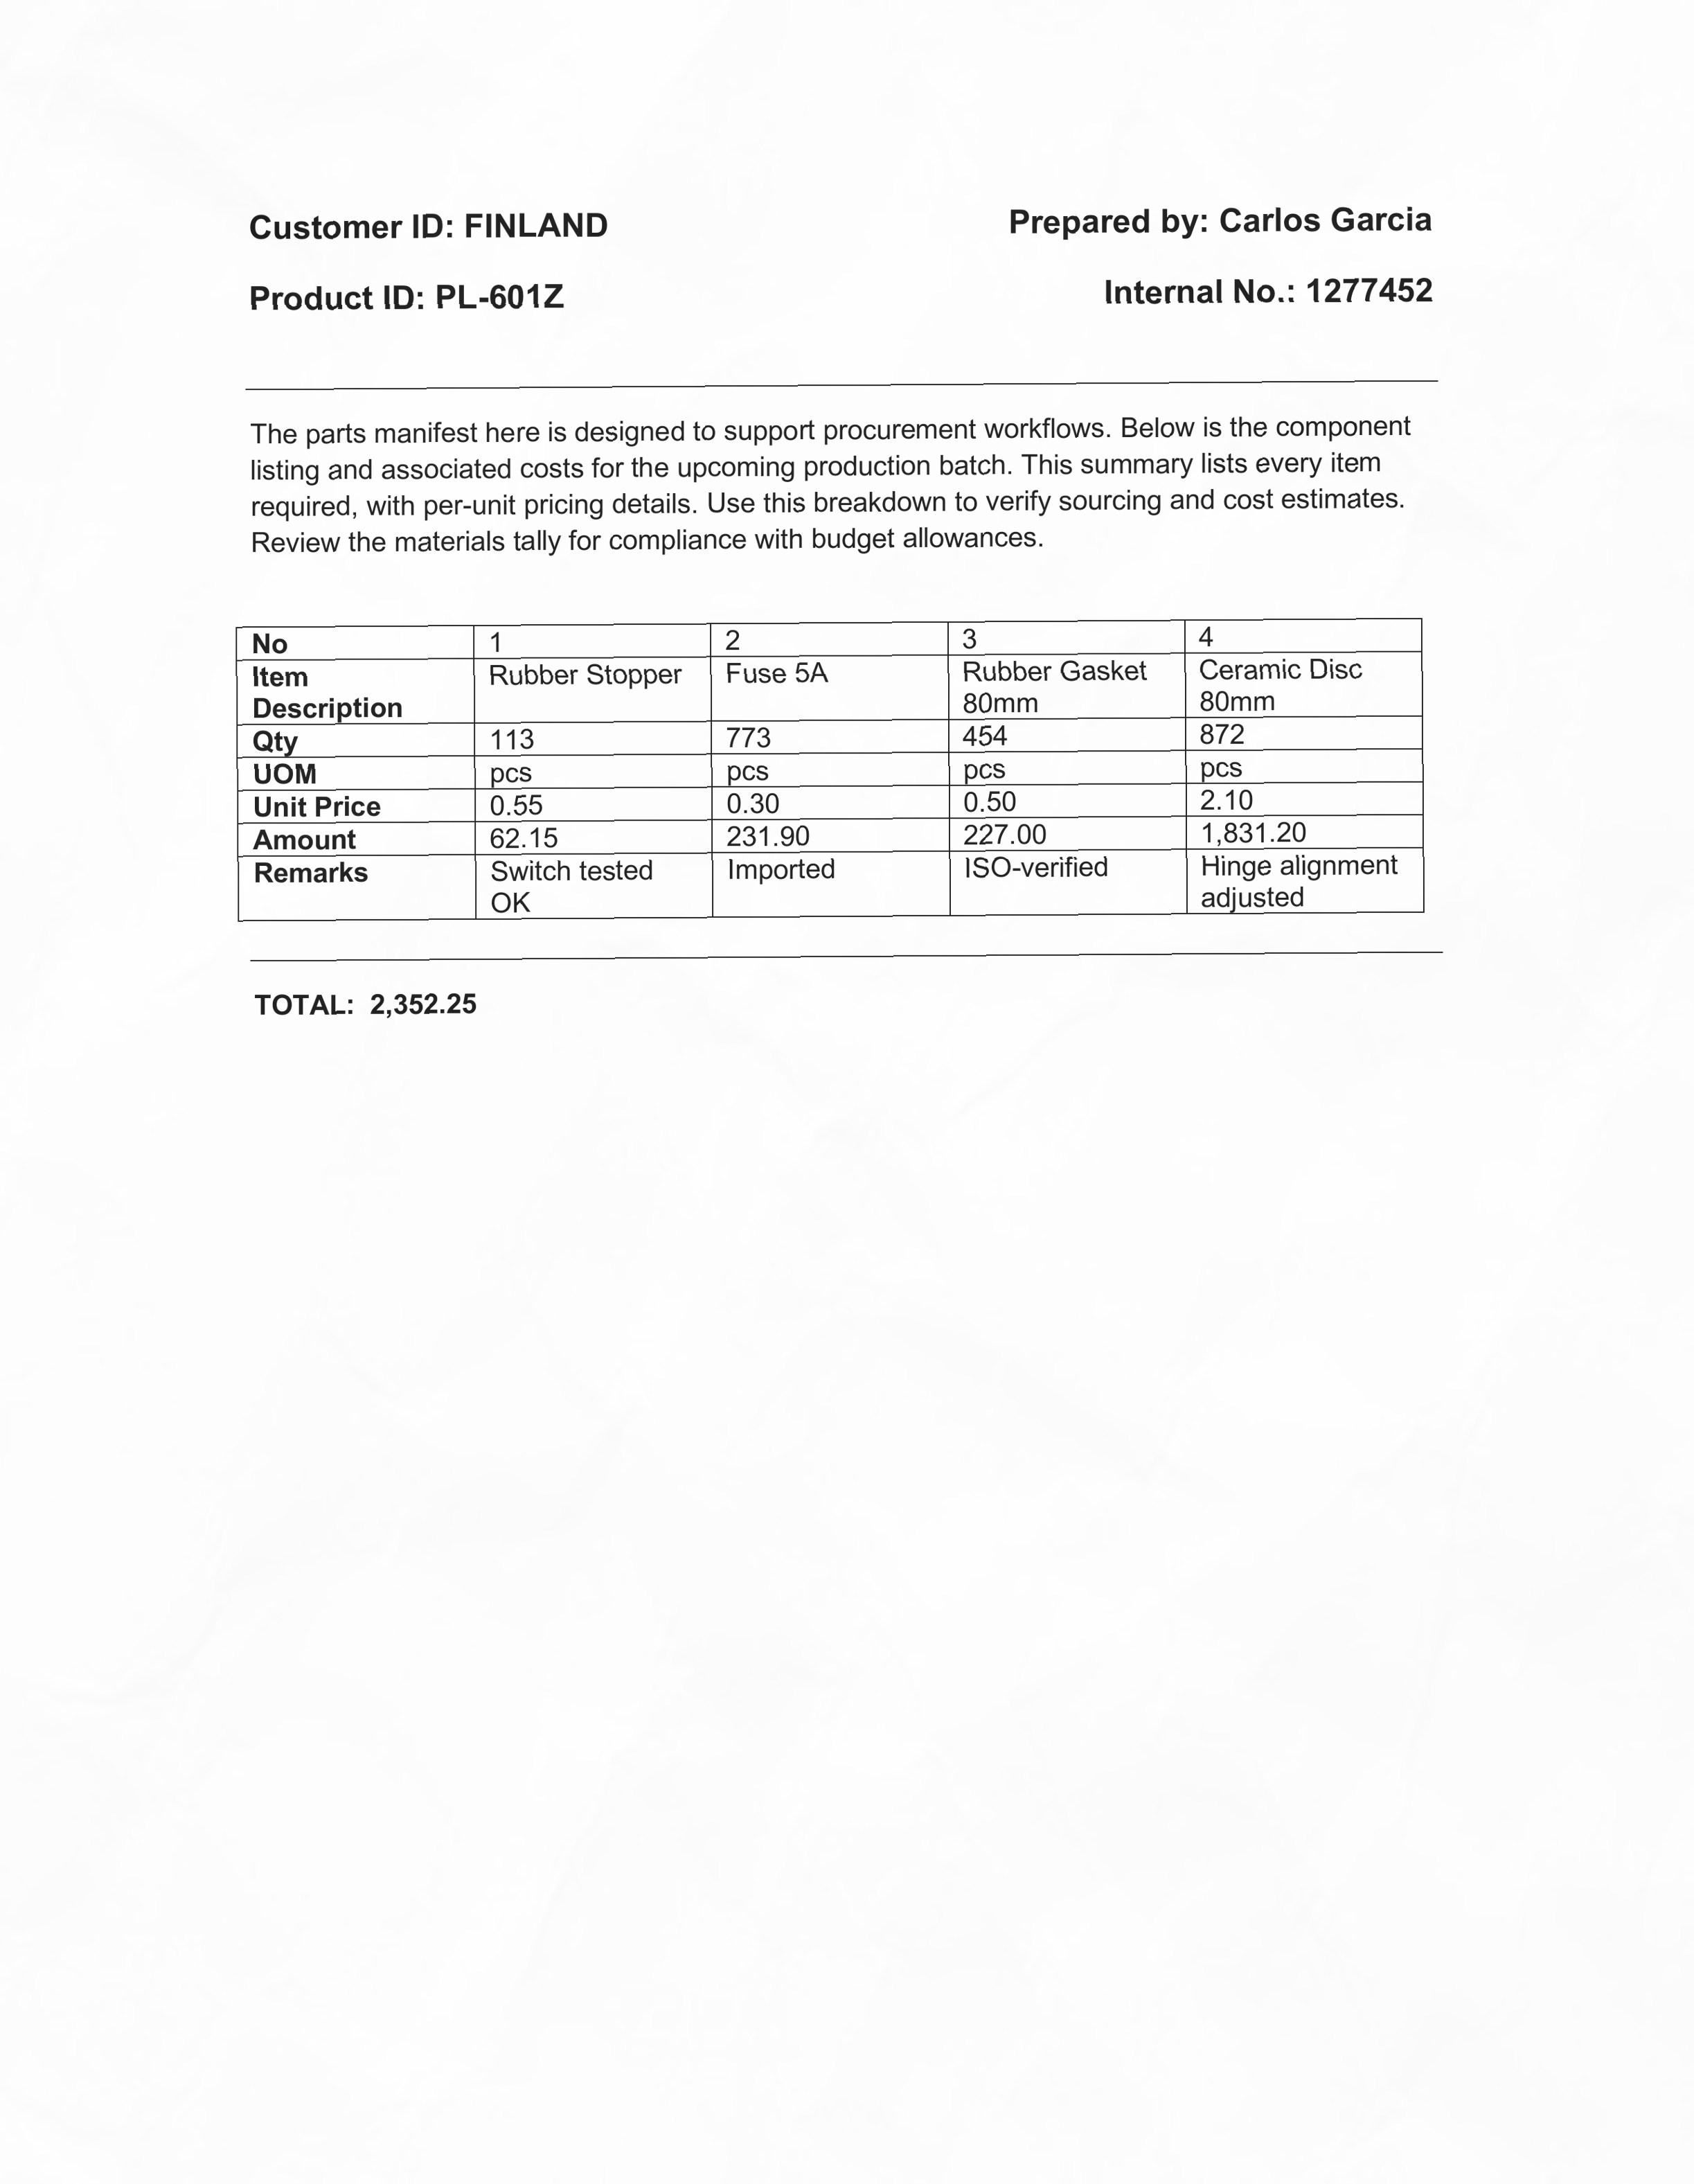 Customer ID: FINLAND Prepared by: Carlos Garcia
Product ID: PL-601Z Internal No.: 1277452
The parts manifest here is designed to support procurement workflows. Below is the component
listing and associated costs for the upcoming production batch. This summary lists every item
required, with per-unit pricing details. Use this breakdown to verify sourcing and cost estimates.
Review the materials tally for compliance with budget allowances.
No 1 2 3 4
Item Rubber Stopper Fuse 5A Rubber Gasket Ceramic Disc
Description 80mm 80mm
Qty 113 773 454 872
UOM pcs pcs pcs pcs
Unit Price 0.55 0.30 0.50 2.10
Amount 62.15 231.90 227.00 1,831.20
Remarks Switch tested Imported ISO-verified Hinge alignment
OK adjusted
TOTAL: 2,352.25